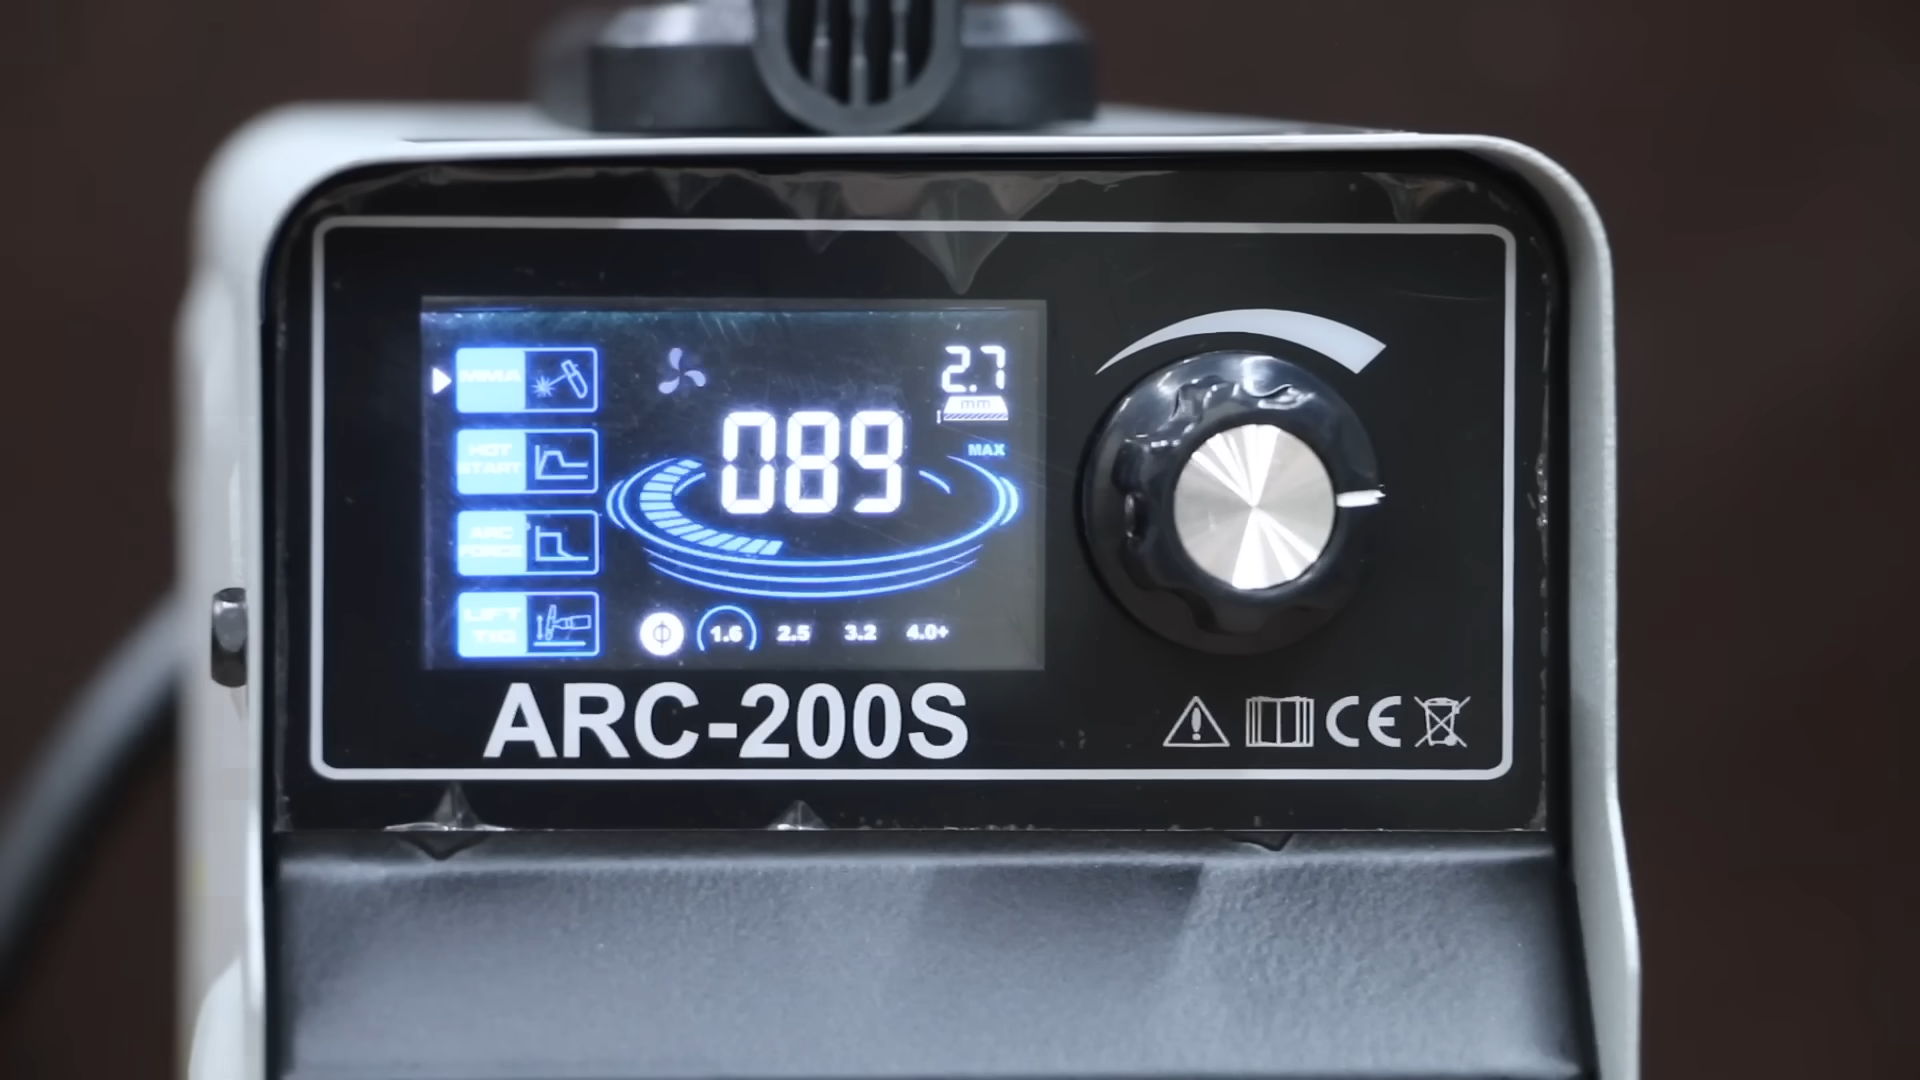 MMA
2.7
mm
089
HOT
START
MAX
ARC
FORCE
LIFT
TIG
Φ 1.6 2.5 3.2 4.0+
ARC-200S
CE